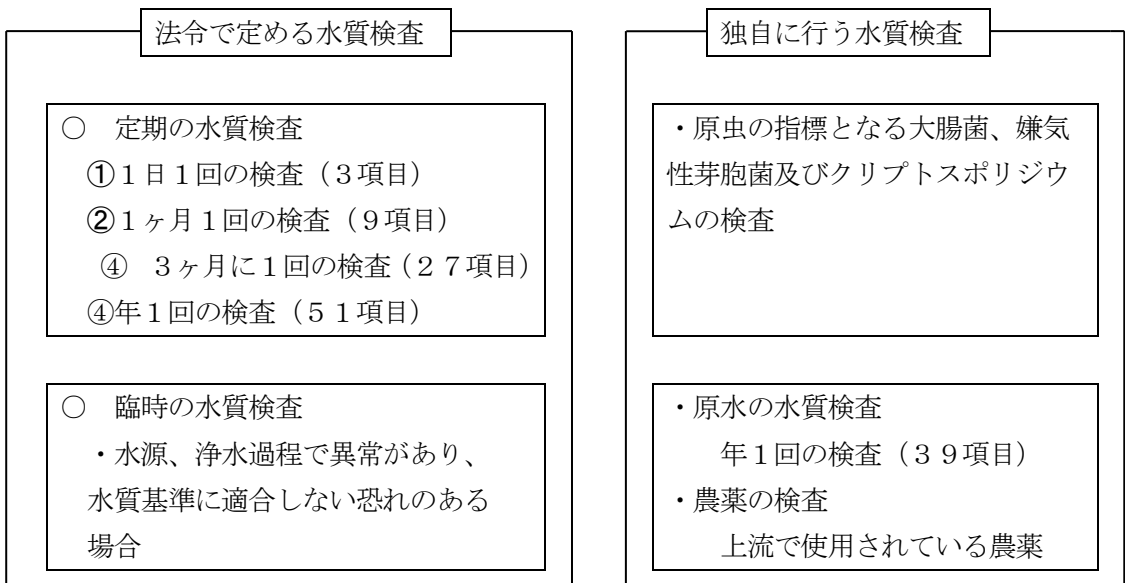 法令で定める水質検査
○　定期の水質検査
①１日１回の検査（３項目）
②１ヶ月１回の検査（９項目）
④　３ヶ月に１回の検査（２７項目）
④年１回の検査（５１項目）
○　臨時の水質検査
・水源、浄水過程で異常があり、
水質基準に適合しない恐れのある
場合
独自に行う水質検査
・原虫の指標となる大腸菌、嫌気
性芽胞菌及びクリプトスポリジウ
ムの検査
・原水の水質検査
年１回の検査（３９項目）
・農薬の検査
上流で使用されている農薬